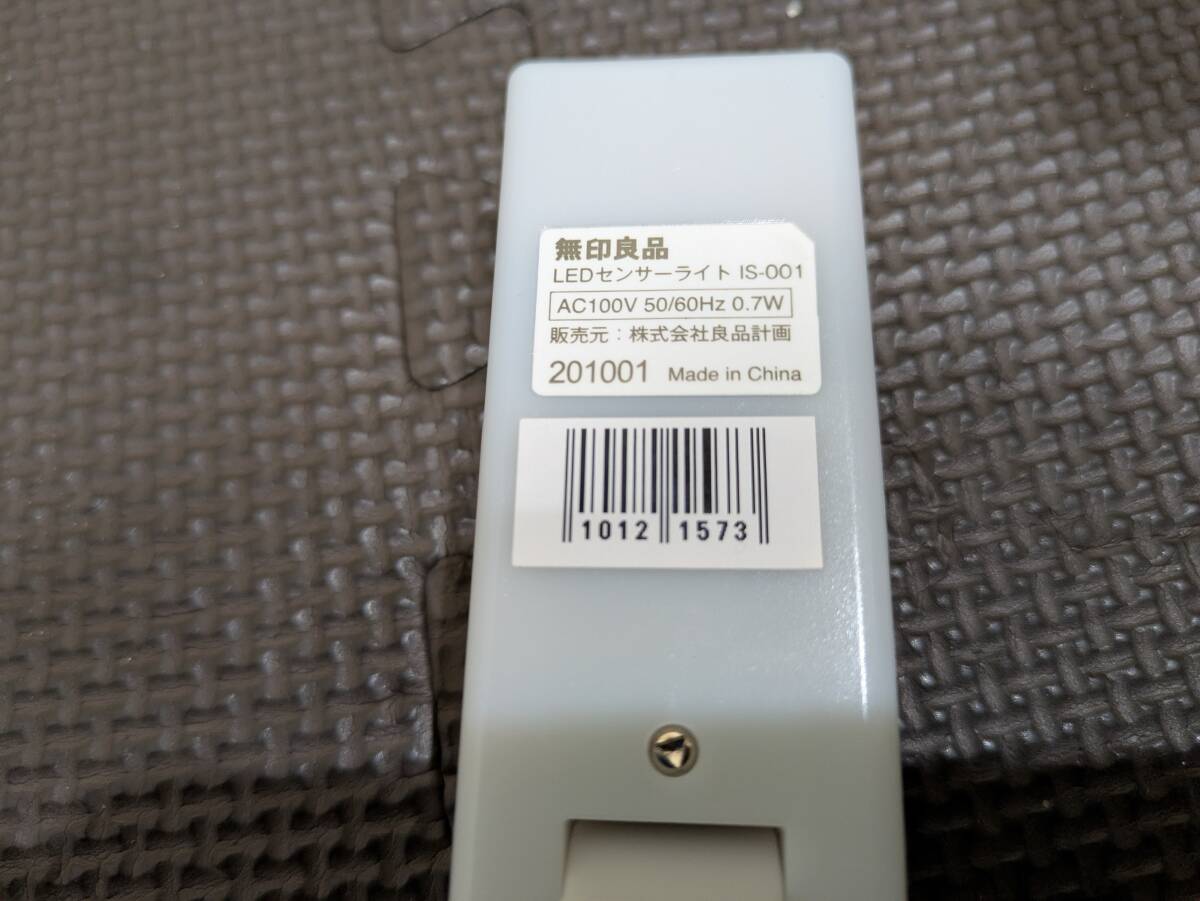 無印良品
LEDセンサーライト IS-001
AC100V 50/60Hz 0.7W
販売元：株式会社良品計画
201001 Made in China
1012 1573